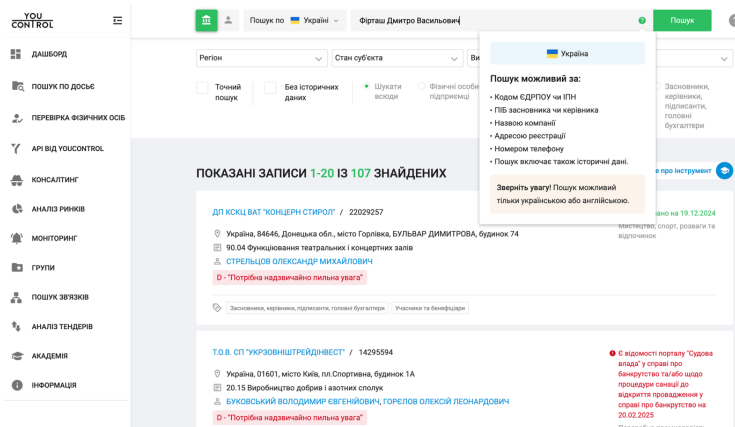 YOU
CONTROL
Пошук по Україні
Фірташ Дмитро Васильович
Пошук
ДАШБОРД
ПОШУК ПО ДОСЬЄ
ПЕРЕВІРКА ФІЗИЧНИХ ОСІБ
API ВІД YOUCONTROL
КОНСАЛТИНГ
АНАЛІЗ РИНКІВ
МОНІТОРИНГ
ГРУПИ
ПОШУК ЗВ'ЯЗКІВ
АНАЛІЗ ТЕНДЕРІВ
АКАДЕМІЯ
ІНФОРМАЦІЯ
Регіон
Стан суб'єкта
Ви
Точний
пошук
Без історичних
даних
Шукати
всюди
Фізичні особи
підприємці
Засновники,
керівники,
підписанти,
головні
бухгалтери
Україна
Пошук можливий за:
• Кодом ЄДРПОУ чи ІПН
• ПІБ засновника чи керівника
• Назвою компанії
• Адресою реєстрації
• Номером телефону
• Пошук включає також історичні дані.
Зверніть увагу! Пошук можливий
тільки українською або англійською.
ПОКАЗАНІ ЗАПИСИ 1-20 ІЗ 107 ЗНАЙДЕНИХ
е про інструмент
ДП КСКЦ ВАТ "КОНЦЕРН СТИРОЛ" / 22029257
Україна, 84646, Донецька обл., місто Горлівка, БУЛЬВАР ДИМИТРОВА, будинок 74
90.04 Функціювання театральних і концертних залів
СТРЕЛЬЦОВ ОЛЕКСАНДР МИХАЙЛОВИЧ
D - "Потрібна надзвичайно пильна увага"
Засновники, керівники, підписанти, головні бухгалтери
Учасники та бенефіціари
ано на 19.12.2024
Мистецтво, спорт, розваги та
відпочинок
Т.О.В. СП "УКРЗОВНІШТРЕЙДІНВЕСТ" / 14295594
Україна, 01601, місто Київ, пл.Спортивна, будинок 1А
20.15 Виробництво добрив і азотних сполук
БУКОВСЬКИЙ ВОЛОДИМИР ЄВГЕНІЙОВИЧ, ГОРЄЛОВ ОЛЕКСІЙ ЛЕОНАРДОВИЧ
D - "Потрібна надзвичайно пильна увага"
Є відомості порталу "Судова
влада" у справі про
банкрутство та/або щодо
процедури санації до
відкриття провадження у
справі про банкрутство на
20.02.2025